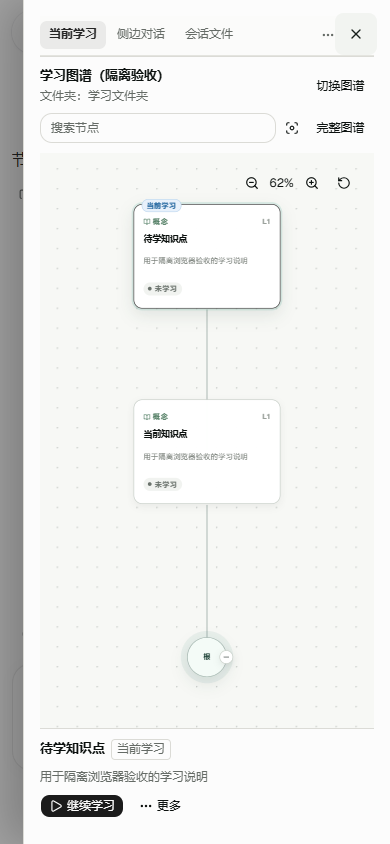 当前学习 侧边对话 会话文件
学习图谱（隔离验收）
文件夹：学习文件夹
切换图谱
搜索节点
完整图谱
62%
当前学习
概念 L1
待学知识点
用于隔离浏览器验收的学习说明
未学习
概念 L1
当前知识点
用于隔离浏览器验收的学习说明
未学习
根
待学知识点 当前学习
用于隔离浏览器验收的学习说明
继续学习 更多